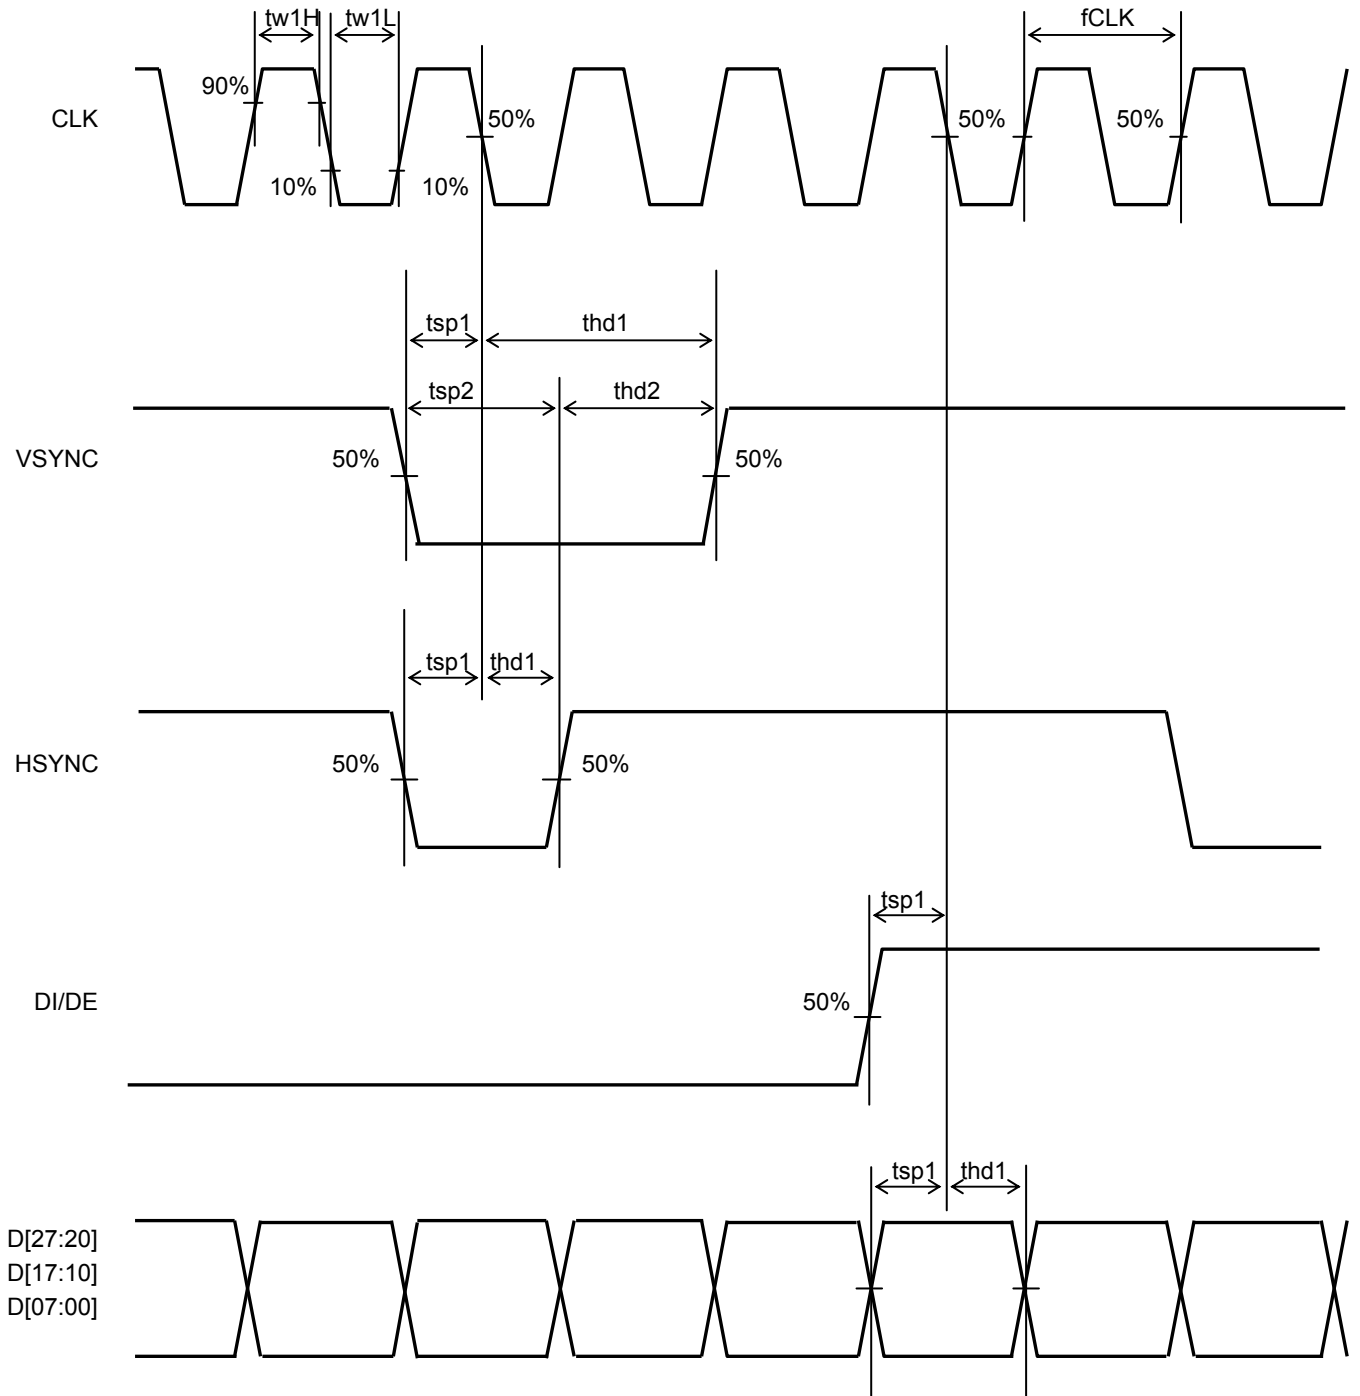 tw1H tw1L fCLK
90%
CLK 50% 50% 50%
10% 10%
tsp1 thd1
tsp2 thd2
VSYNC 50% 50%
tsp1 thd1
HSYNC 50% 50%
tsp1
DI/DE 50%
tsp1 thd1
D[27:20]
D[17:10]
D[07:00]